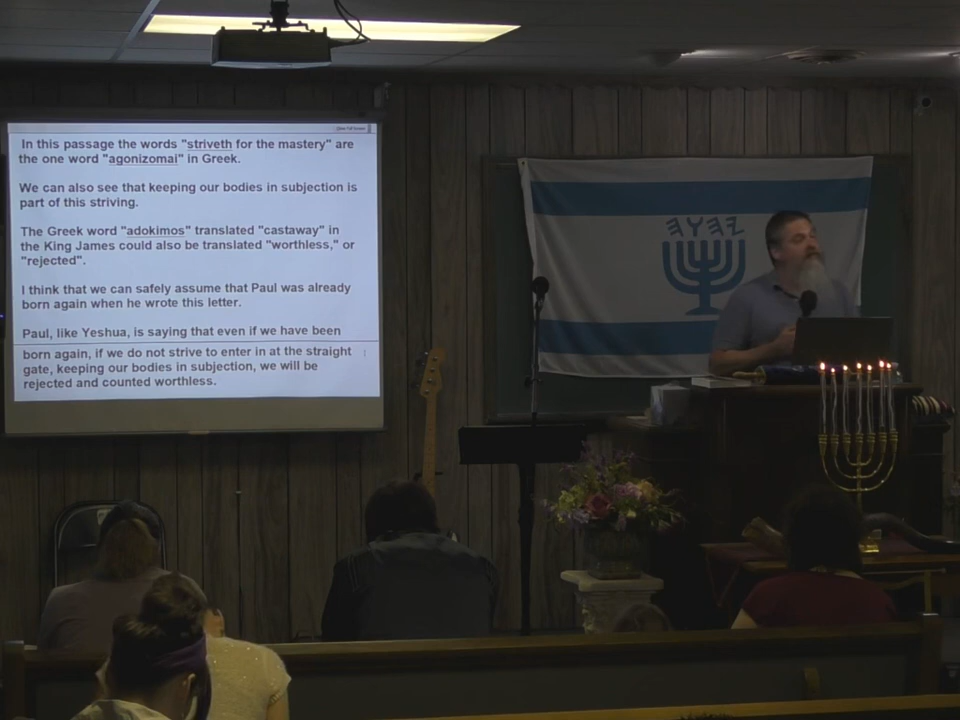 In this passage the words "striveth for the mastery" are
the one word "agonizomai" in Greek.
We can also see that keeping our bodies in subjection is
part of this striving.
The Greek word "adokimos" translated "castaway" in
the King James could also be translated "worthless," or
"rejected".
I think that we can safely assume that Paul was already
born again when he wrote this letter.
Paul, like Yeshua, is saying that even if we have been
born again, if we do not strive to enter in at the straight
gate, keeping our bodies in subjection, we will be
rejected and counted worthless.
𐤉𐤄𐤅𐤄